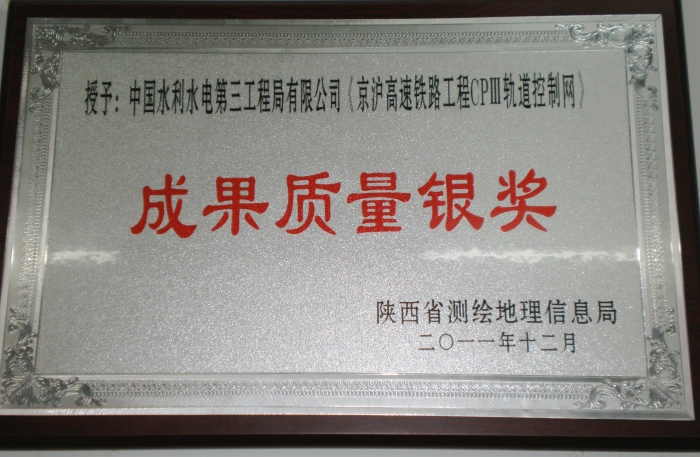 授予：中国水利水电第三工程局有限公司《京沪高速铁路工程CPⅢ轨道控制网》
成果质量银奖
陕西省测绘地理信息局
二〇一一年十二月